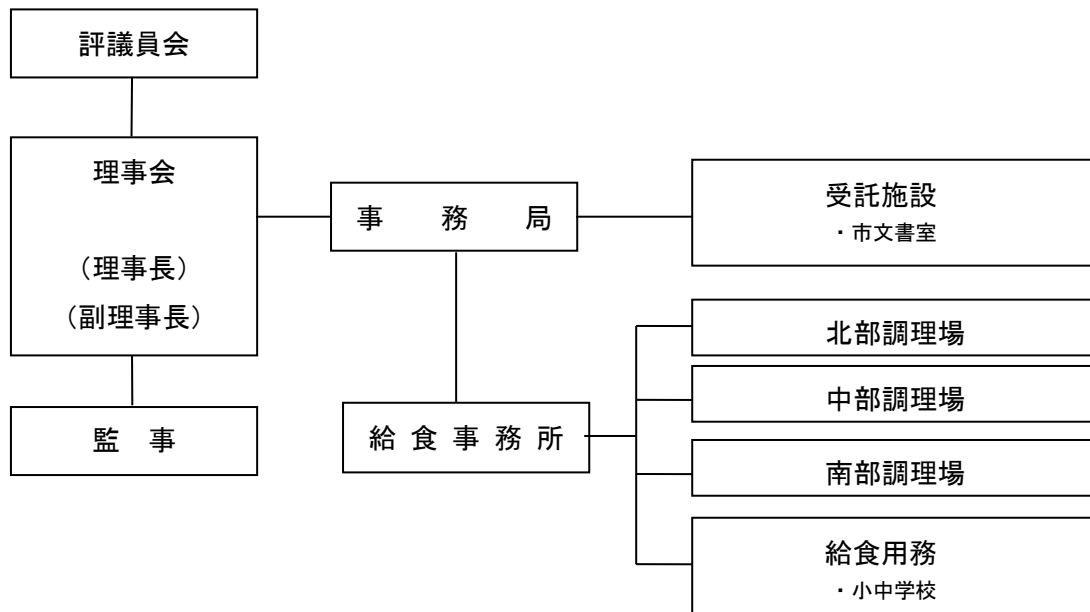 評議員会
理事会
（理事長）
（副理事長）
監　事
事　務　局
給 食 事 務 所
受託施設
・市文書室
北部調理場
中部調理場
南部調理場
給食用務
・小中学校